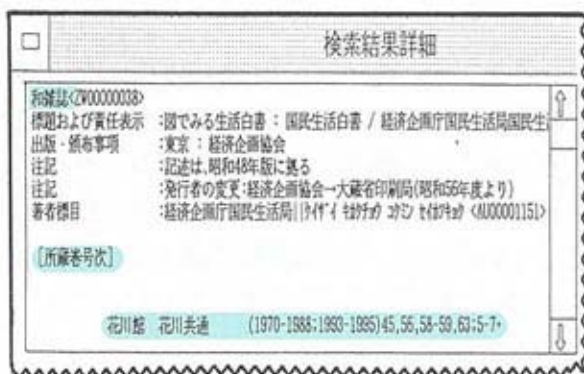 検索結果詳細
和雑誌<ZW00000038>
標題および責任表示 :図でみる生活白書 : 国民生活白書 / 経済企画庁国民生活局国民生
出版・頒布事項 :東京 : 経済企画協会
注記 :記述は、昭和48年版に拠る
注記 :発行者の変更:経済企画協会→大蔵省印刷局(昭和56年度より)
著者標目 :経済企画庁国民生活局||ケイザイ キカクチョウ コクミン セイカツキョク <AU00001151>
[所蔵巻号次]
花川館 花川共通 (1970-1988;1993-1995)45,56,58-59,63;5-7+